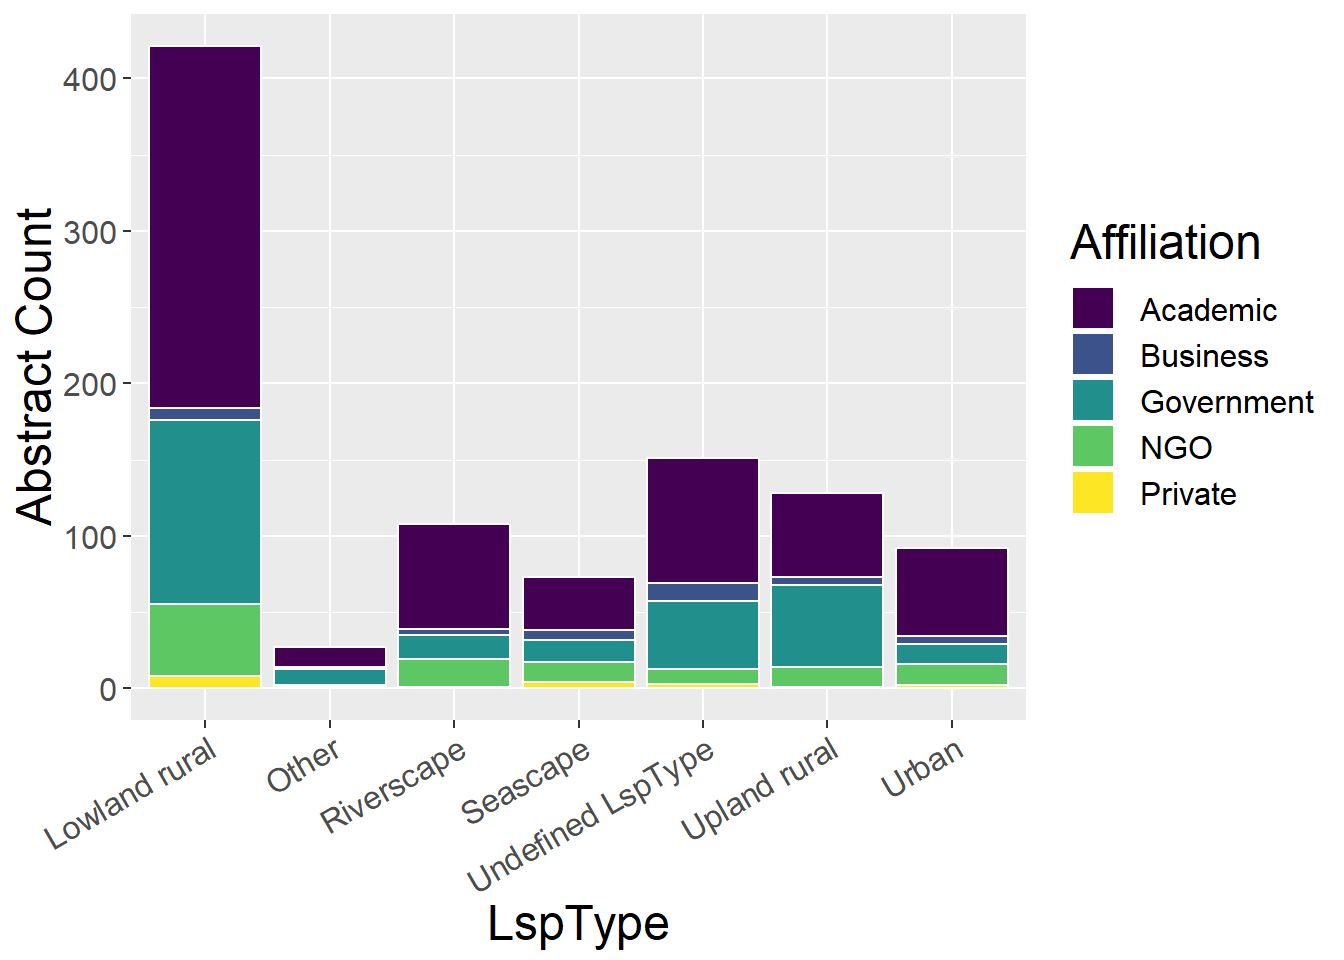 Abstract Count
400
300
200
100
0
Lowland rural
Other
Riverscape
Seascape
Undefined LspType
Upland rural
Urban
LspType
Affiliation
Academic
Business
Government
NGO
Private